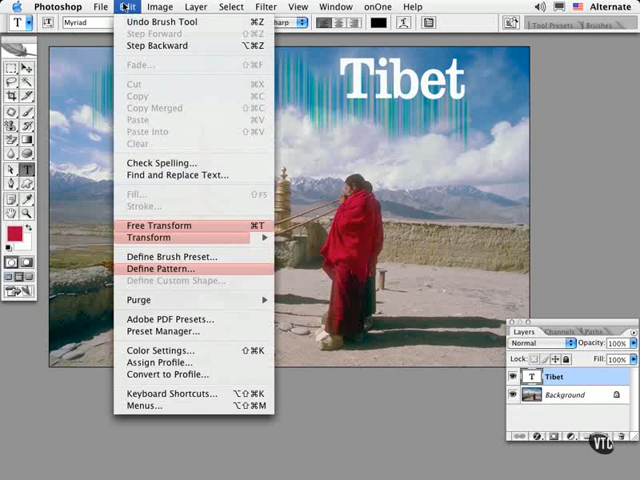 Photoshop File Edit Image Layer Select Filter View Window onOne Help Alternate
T Myriad Sharp Tool Presets Brushes
Undo Brush Tool ⌘Z
Step Forward ⇧⌘Z
Step Backward ⌥⌘Z
Fade... ⇧⌘F
Cut ⌘X
Copy ⌘C
Copy Merged ⇧⌘C
Paste ⌘V
Paste Into ⇧⌘V
Clear
Check Spelling...
Find and Replace Text...
Fill... ⇧F5
Stroke...
Free Transform ⌘T
Transform
Define Brush Preset...
Define Pattern...
Define Custom Shape...
Purge
Adobe PDF Presets...
Preset Manager...
Color Settings... ⇧⌘K
Assign Profile...
Convert to Profile...
Keyboard Shortcuts... ⌥⇧⌘K
Menus... ⌥⇧⌘M
Tibet
Layers Channels Paths
Normal Opacity: 100%
Lock: Fill: 100%
T Tibet
Background
VTC